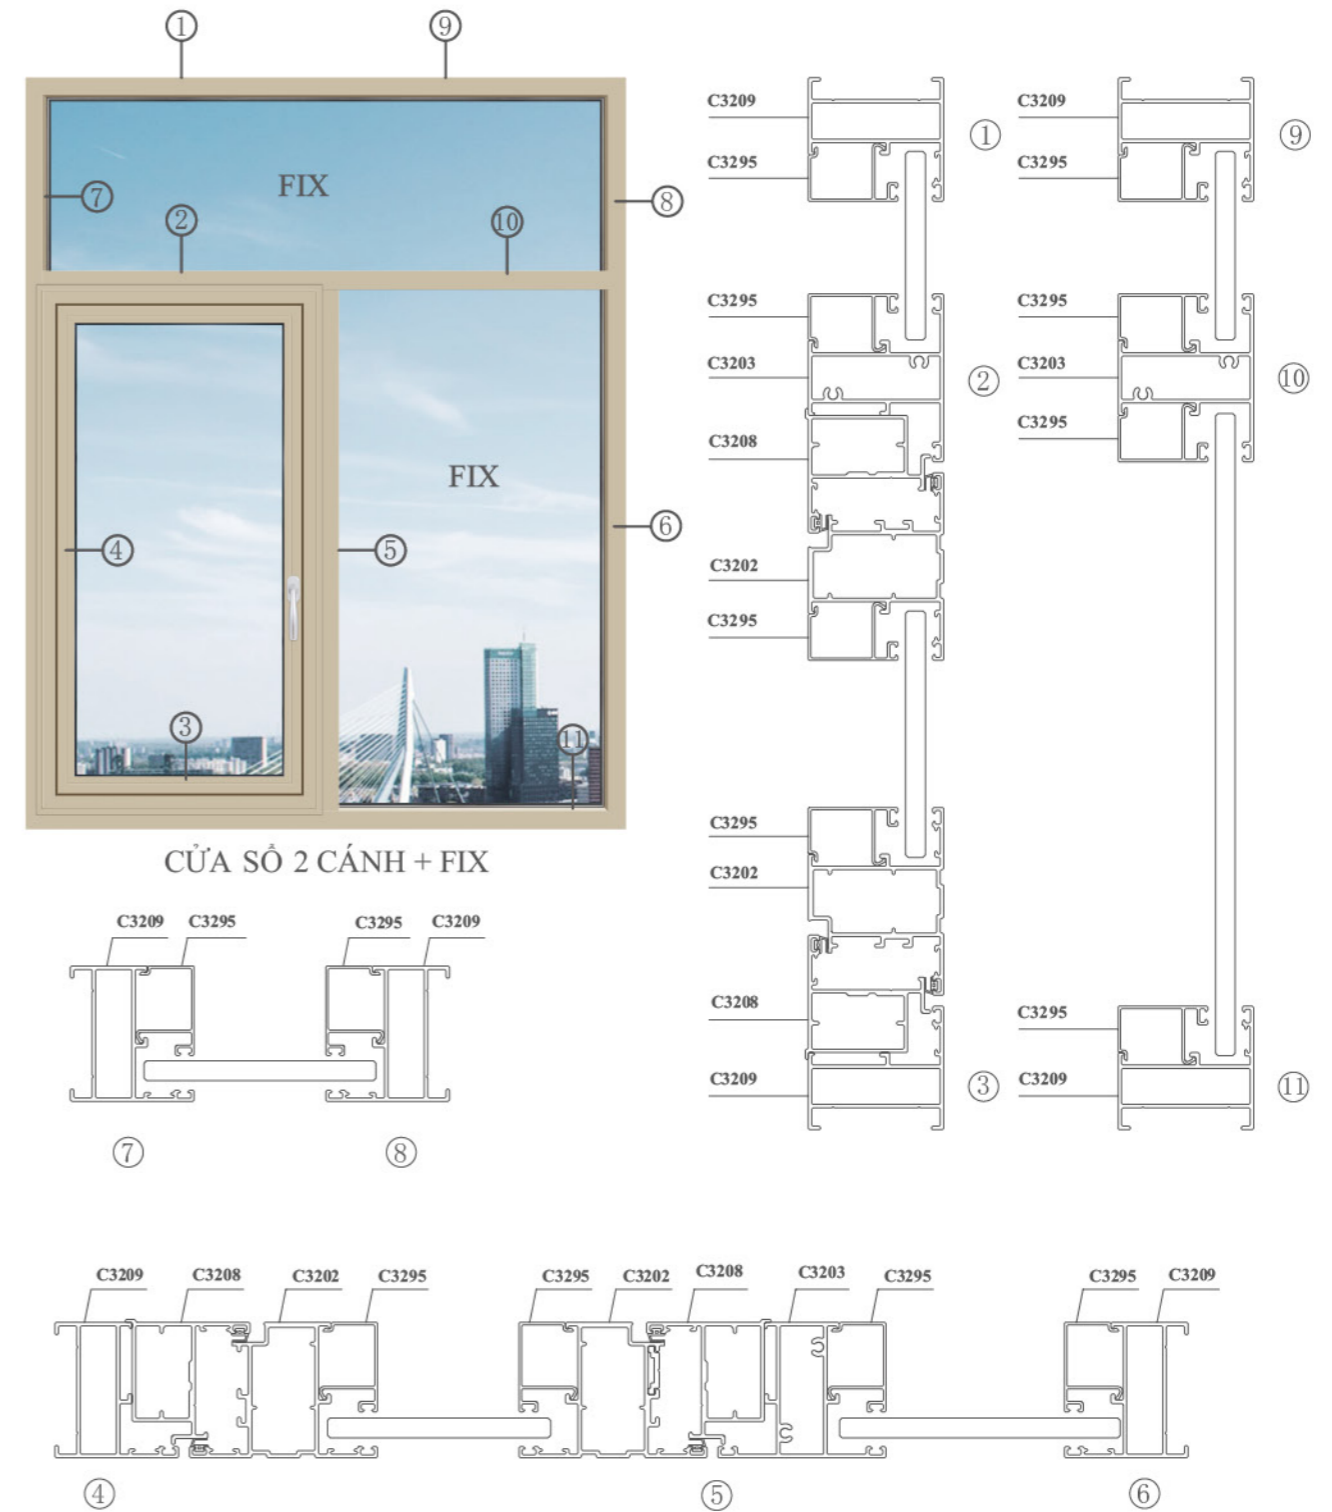 ① ⑨
C3209 C3209
① ⑨
C3295 C3295
FIX
⑦ ⑧
② ⑩
C3295 C3295
C3203 C3203
② ⑩
C3295
C3208
FIX
⑥
④ ⑤
C3202
C3295
③ ⑪
C3295
CỬA SỔ 2 CÁNH + FIX
C3202
C3209 C3295 C3295 C3209
C3208 C3295
C3209 ③ C3209 ⑪
⑦ ⑧
C3209 C3208 C3202 C3295 C3295 C3202 C3208 C3203 C3295 C3295 C3209
④ ⑤ ⑥